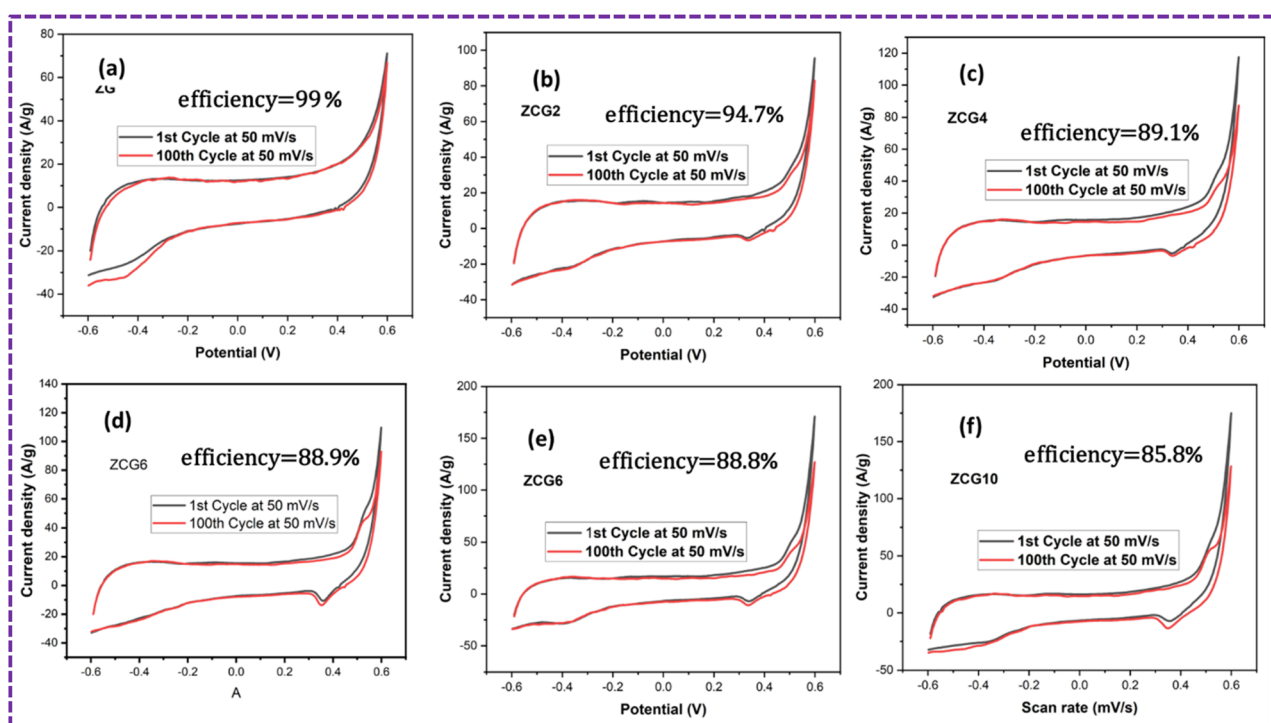 (a)
ZG
efficiency=99%
1st Cycle at 50 mV/s
100th Cycle at 50 mV/s
Current density (A/g)
80
60
40
20
0
-20
-40
-0.6 -0.4 -0.2 0.0 0.2 0.4 0.6
Potential (V)
(b)
ZCG2
efficiency=94.7%
1st Cycle at 50 mV/s
100th Cycle at 50 mV/s
Current density (A/g)
100
80
60
40
20
0
-20
-40
-0.6 -0.4 -0.2 0.0 0.2 0.4 0.6
Potential (V)
(c)
ZCG4
efficiency=89.1%
1st Cycle at 50 mV/s
100th Cycle at 50 mV/s
Current density (A/g)
120
100
80
60
40
20
0
-20
-40
-0.6 -0.4 -0.2 0.0 0.2 0.4 0.6
Potential (V)
(d)
ZCG6
efficiency=88.9%
1st Cycle at 50 mV/s
100th Cycle at 50 mV/s
Current density (A/g)
140
120
100
80
60
40
20
0
-20
-40
-0.6 -0.4 -0.2 0.0 0.2 0.4 0.6
A
(e)
ZCG6
efficiency=88.8%
1st Cycle at 50 mV/s
100th Cycle at 50 mV/s
Current density (A/g)
200
150
100
50
0
-50
-0.6 -0.4 -0.2 0.0 0.2 0.4 0.6
Potential (V)
(f)
ZCG10
efficiency=85.8%
1st Cycle at 50 mV/s
100th Cycle at 50 mV/s
Current density (A/g)
200
150
100
50
0
-50
-0.6 -0.4 -0.2 0.0 0.2 0.4 0.6
Scan rate (mV/s)